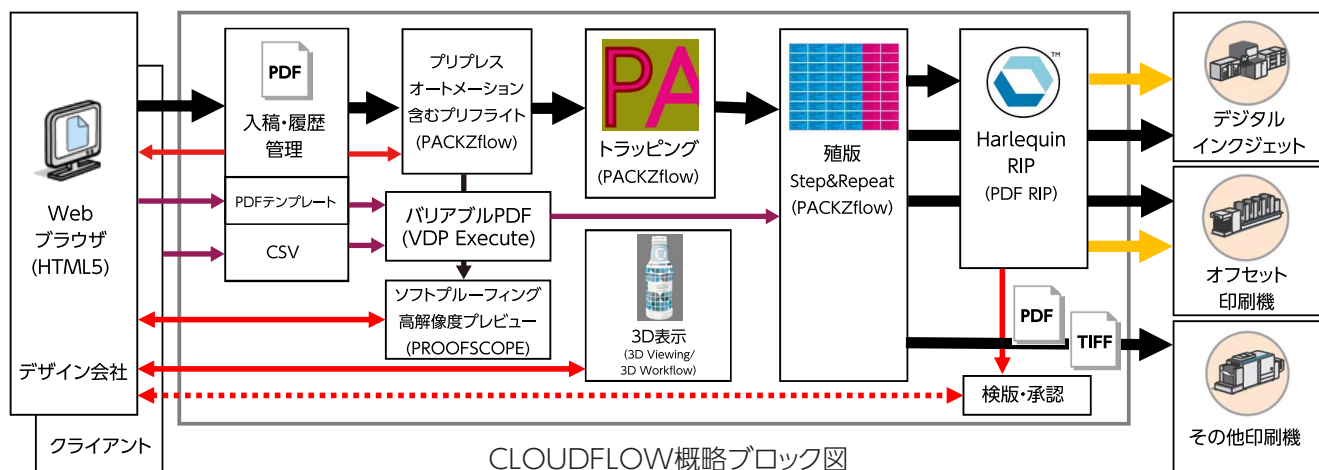 Web
ブラウザ
(HTML5)
デザイン会社
クライアント
PDF
入稿・履歴
管理
PDFテンプレート
CSV
プリプレス
オートメーション
含むプリフライト
(PACKZflow)
バリアブルPDF
(VDP Execute)
ソフトプルーフィング
高解像度プレビュー
(PROOFSCOPE)
PA
トラッピング
(PACKZflow)
3D表示
(3D Viewing/
3D Workflow)
殖版
Step&Repeat
(PACKZflow)
TM
Harlequin
RIP
(PDF RIP)
PDF
TIFF
検版・承認
デジタル
インクジェット
オフセット
印刷機
その他印刷機
CLOUDFLOW概略ブロック図